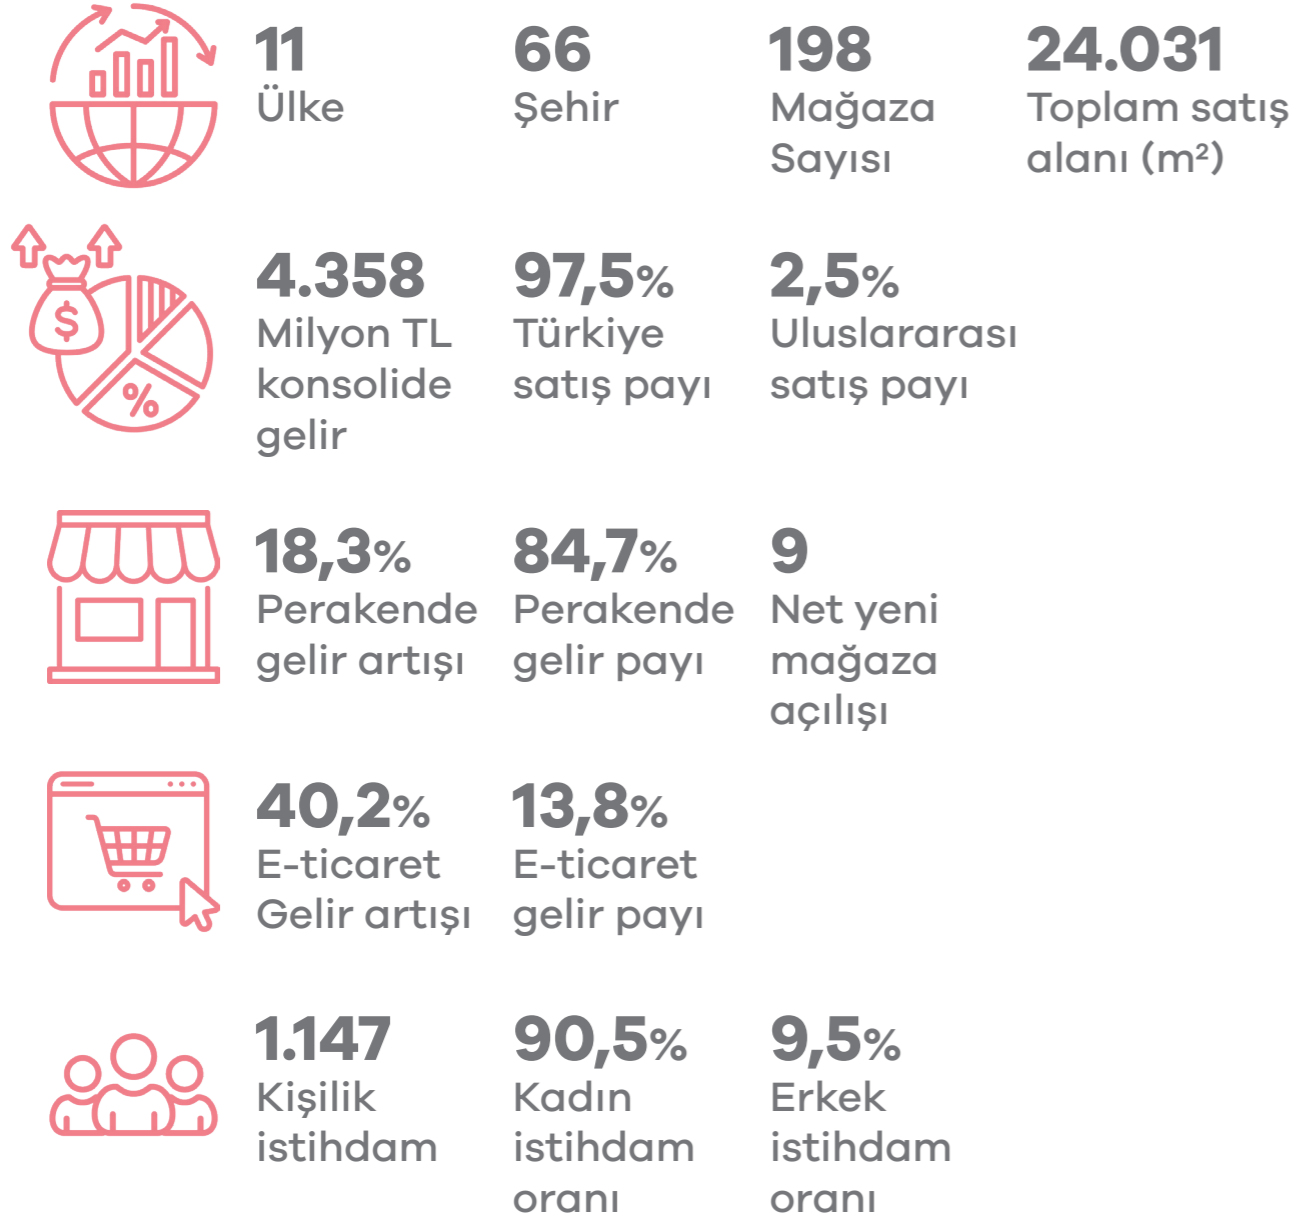 11
Ülke
66
Şehir
198
Mağaza
Sayısı
24.031
Toplam satış
alanı (m²)
$
%
4.358
Milyon TL
konsolide
gelir
97,5%
Türkiye
satış payı
2,5%
Uluslararası
satış payı
18,3%
Perakende
gelir artışı
84,7%
Perakende
gelir payı
9
Net yeni
mağaza
açılışı
40,2%
E-ticaret
Gelir artışı
13,8%
E-ticaret
gelir payı
1.147
Kişilik
istihdam
90,5%
Kadın
istihdam
oranı
9,5%
Erkek
istihdam
oranı